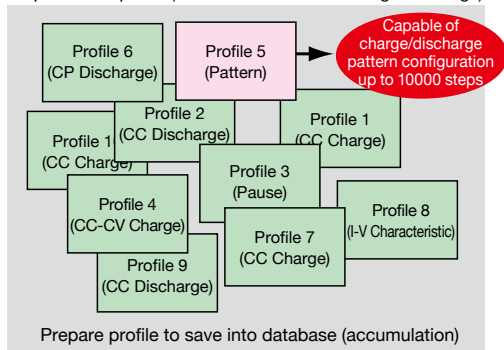 Profile 6
(CP Discharge)
Profile 5
(Pattern)
Capable of
charge/discharge
pattern configuration
up to 10000 steps
Profile 2
(CC Discharge)
Profile 1
(CC Charge)
Profile 1
(CC Charge)
Profile 3
(Pause)
Profile 4
(CC-CV Charge)
Profile 7
(CC Charge)
Profile 8
(I-V Characteristic)
Profile 9
(CC Discharge)
Prepare profile to save into database (accumulation)